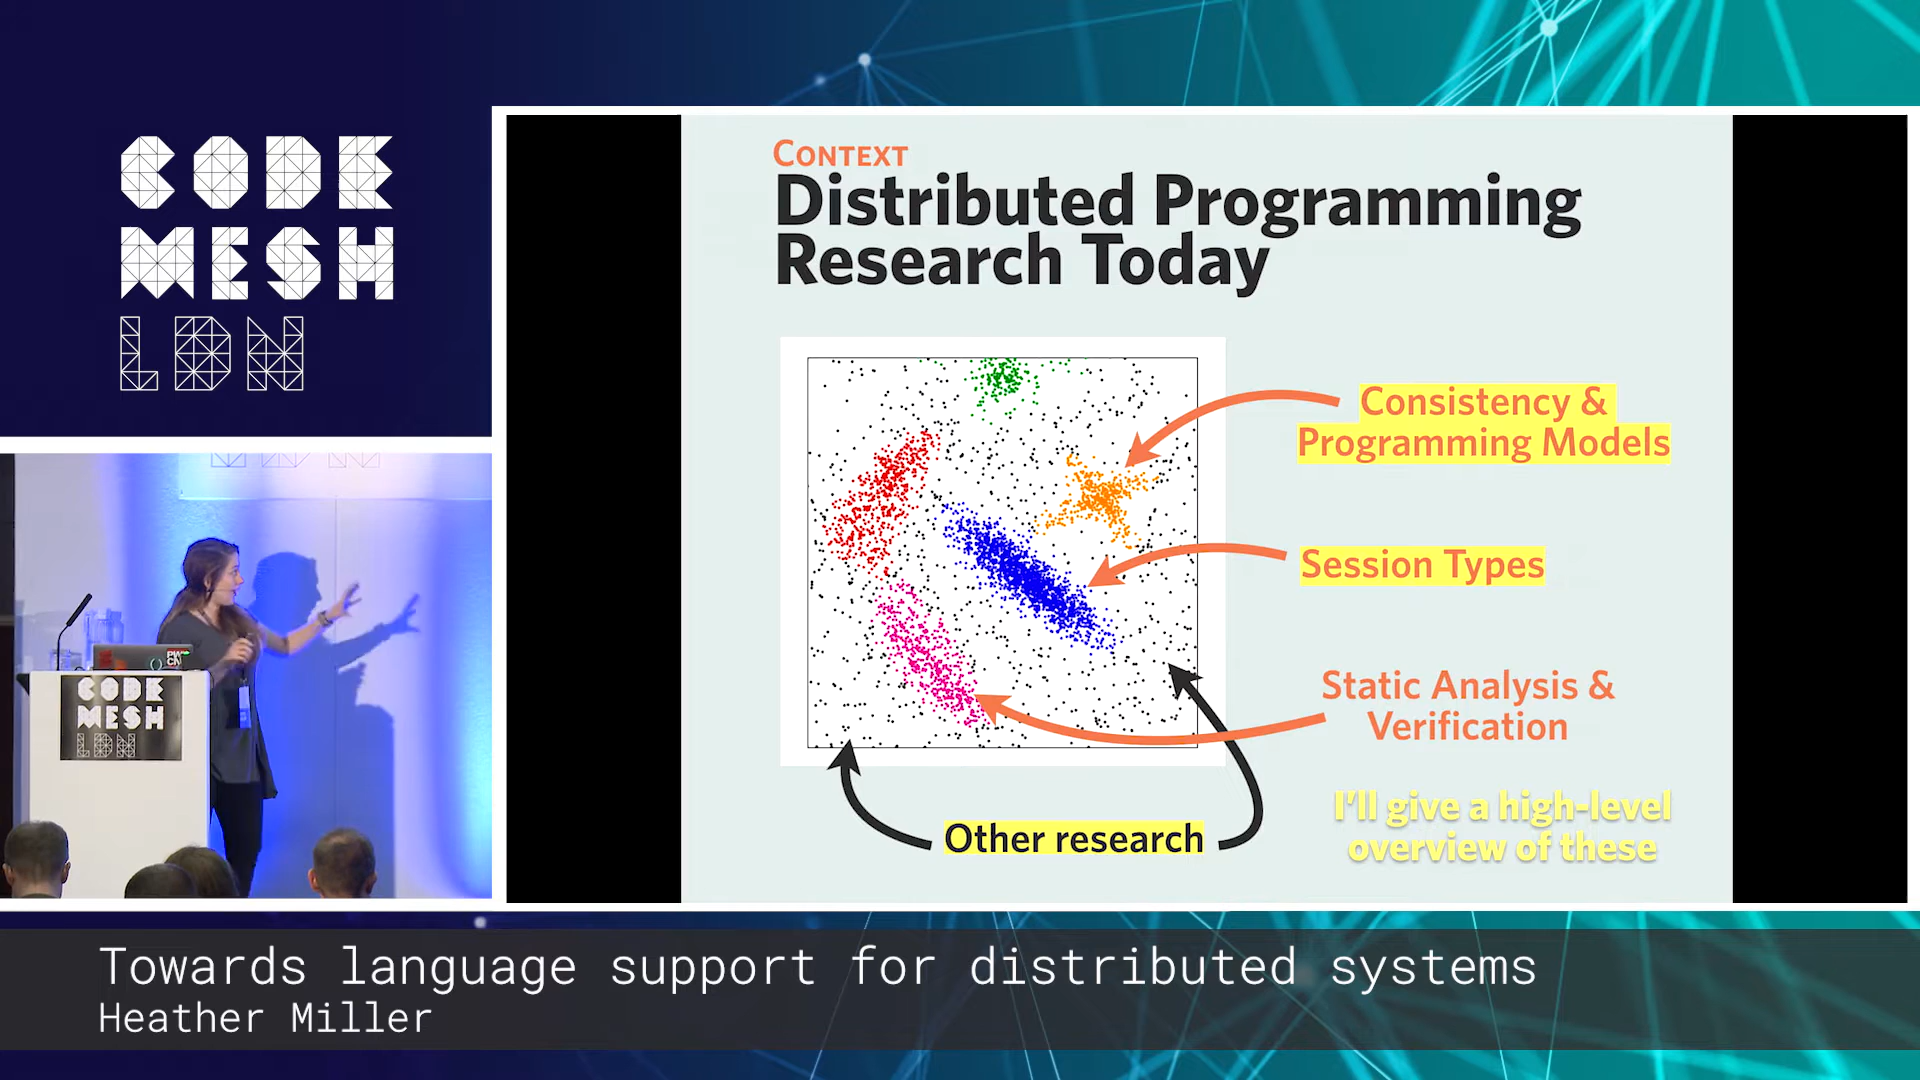 CODE
MESH
LDN
CONTEXT
Distributed Programming
Research Today
Consistency &
Programming Models
Session Types
Static Analysis &
Verification
Other research
I'll give a high-level
overview of these
CODE
MESH
LDN
Towards language support for distributed systems
Heather Miller